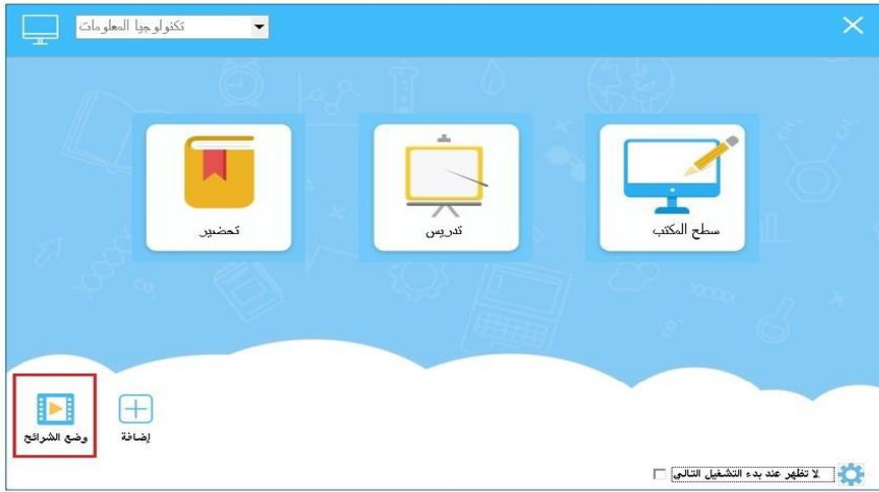 تكنولوجيا المعلومات
سطح المكتب
تدريس
تحضير
وضع الشرائح
إضافة
لا تظهر عند بدء التشغيل التالي